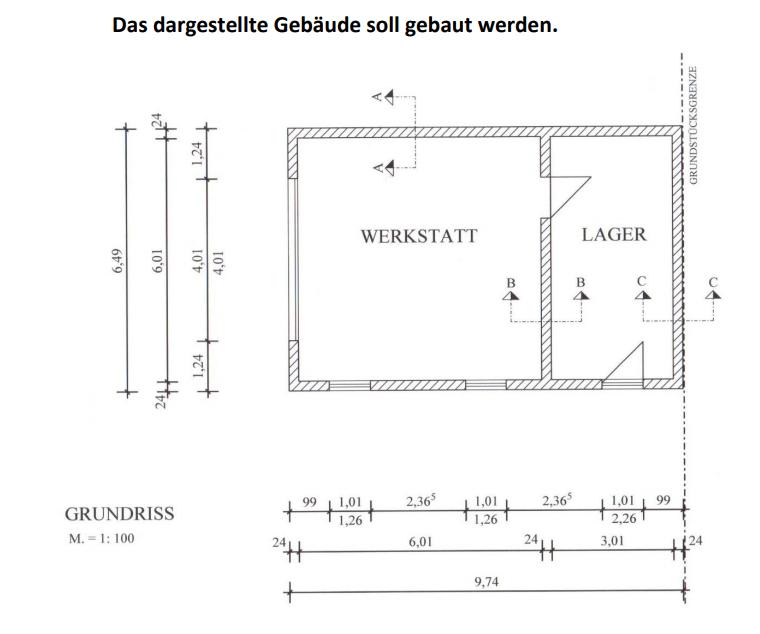 Das dargestellte Gebäude soll gebaut werden.
GRUNDSTÜCKSGRENZE
A
A
24
1,24
6,49
6,01
4,01
4,01
1,24
24
WERKSTATT
LAGER
B
B
C
C
99 1,01 2,36⁵ 1,01 2,36⁵ 1,01 99
1,26 1,26 2,26
GRUNDRISS
M. = 1: 100
24 6,01 24 3,01 24
9,74